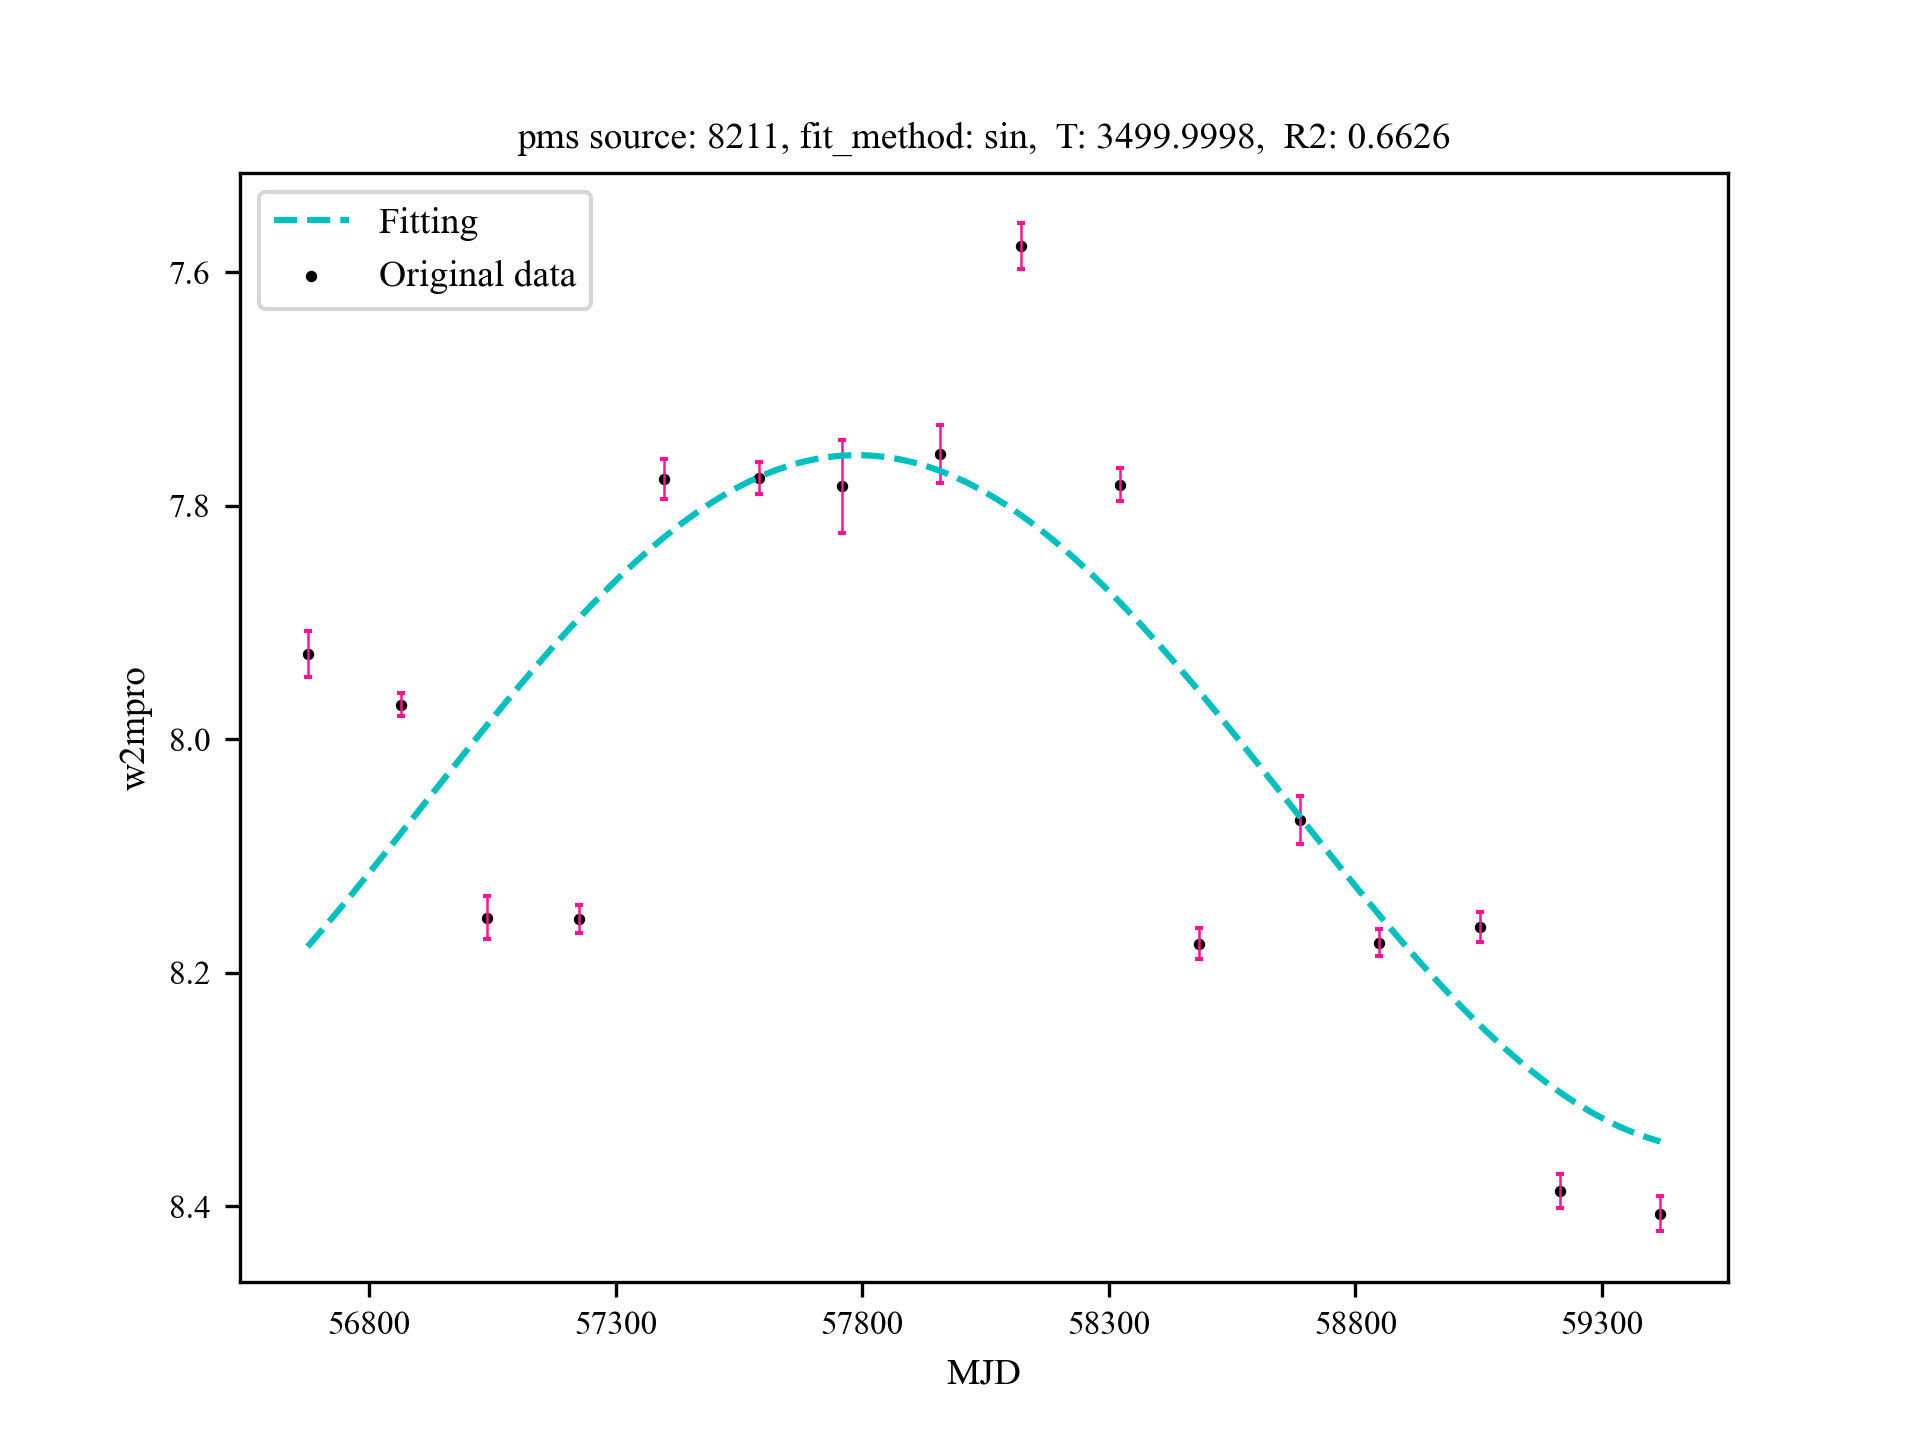 pms source: 8211, fit_method: sin,  T: 3499.9998,  R2: 0.6626
Fitting
Original data
7.6
7.8
8.0
8.2
8.4
w2mpro
56800 57300 57800 58300 58800 59300
MJD